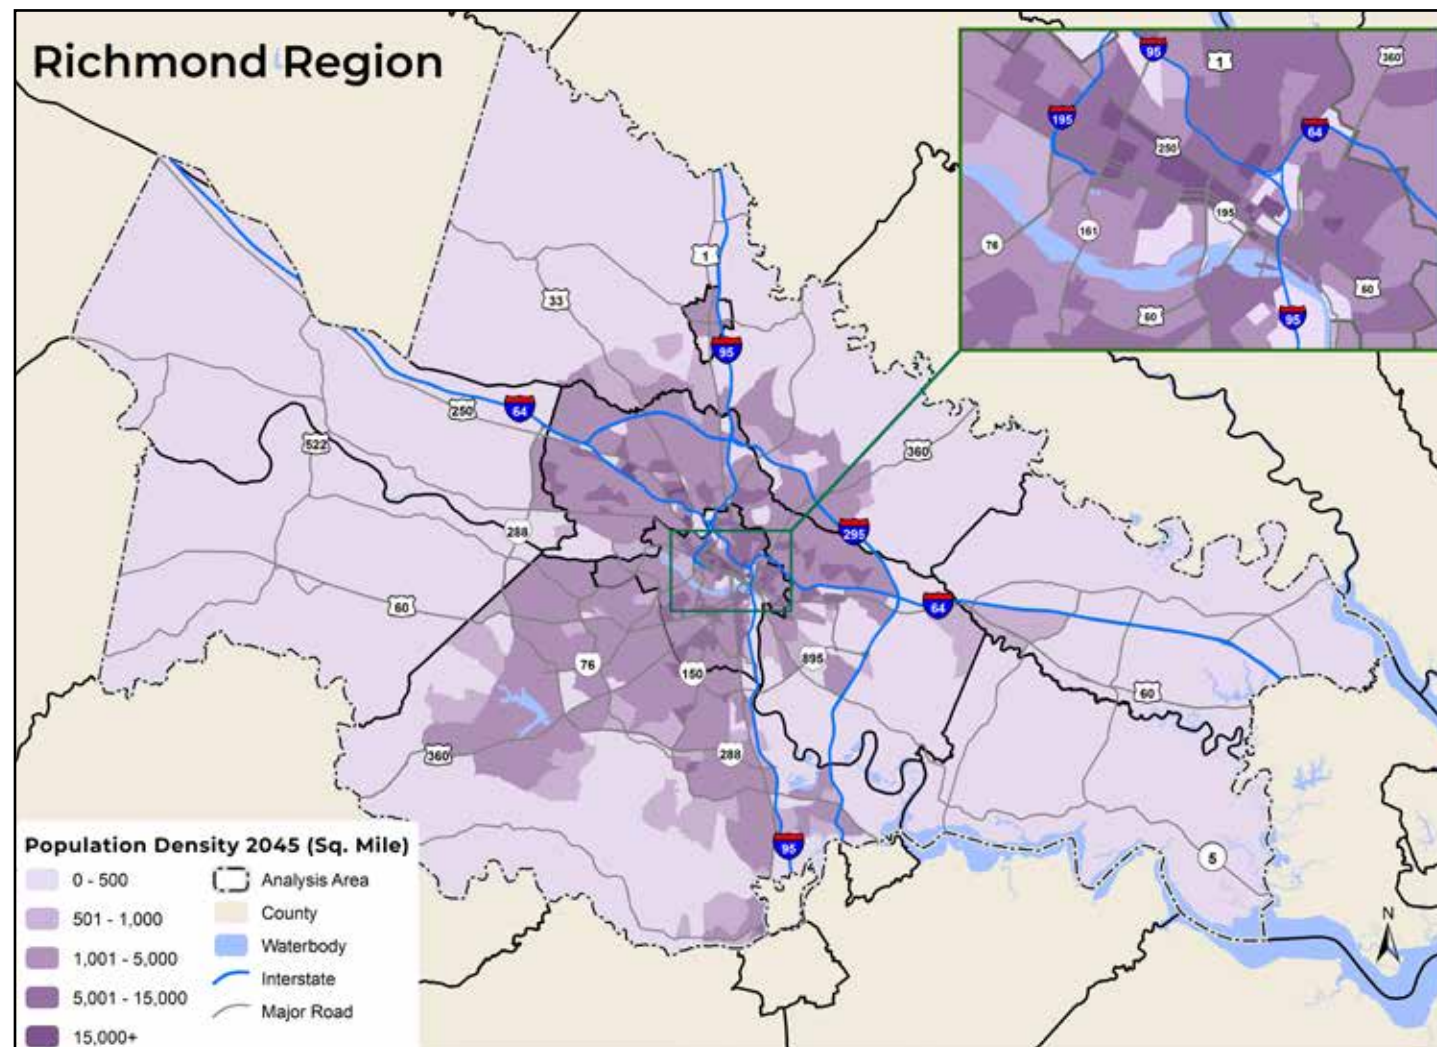 Richmond Region
95
1
360
195
64
250
195
76
161
60
60
95
1
33
95
250
64
522
360
288
295
60
64
76
895
150
60
360
288
95
5
Population Density 2045 (Sq. Mile)
0 - 500
501 - 1,000
1,001 - 5,000
5,001 - 15,000
15,000+
Analysis Area
County
Waterbody
Interstate
Major Road
N